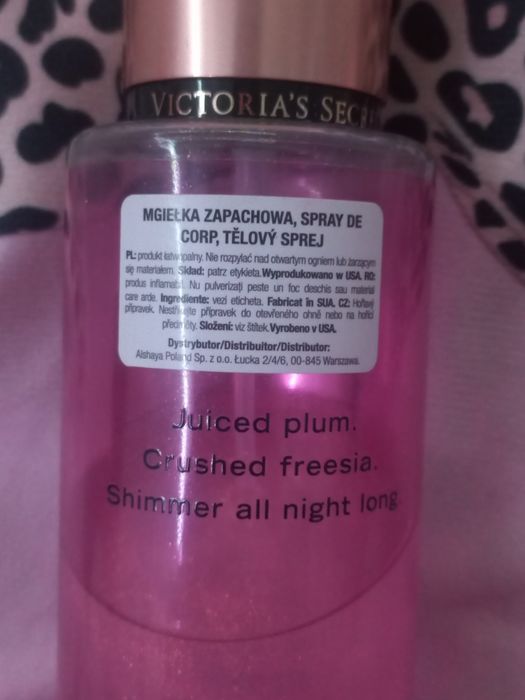 VICTORIA'S SECR
MGIEŁKA ZAPACHOWA, SPRAY DE
CORP, TĚLOVÝ SPREJ
PL: produkt łatwopalny. Nie rozpylać nad otwartym ogniem lub żarzącym
się materiałem. Skład: patrz etykieta. Wyprodukowano w USA. RO:
produs inflamabil. Nu pulverizați peste un foc deschis sau material
care arde. Ingrediente: vezi eticheta. Fabricat în SUA. CZ: Hořlavý
přípravek. Nestříkejte přípravek do otevřeného ohně nebo na hořící
předměty. Složení: viz štítek. Vyrobeno v USA.
Dystrybutor/Distribuitor/Distributor:
Alshaya Poland Sp. z o.o. Łucka 2/4/6, 00-845 Warszawa.
Juiced plum.
Crushed freesia.
Shimmer all night long.